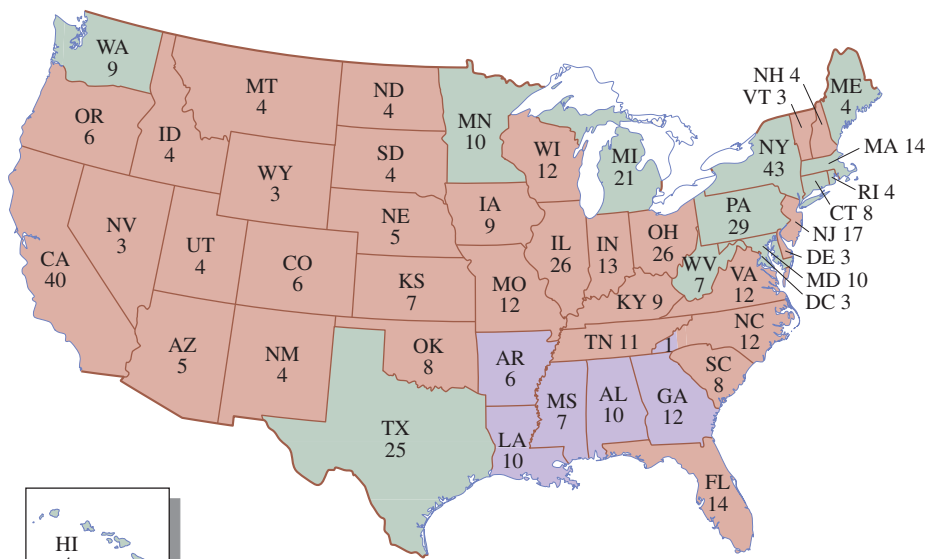 WA
9
OR
6
ID
4
MT
4
ND
4
SD
4
WY
3
NE
5
NV
3
UT
4
CO
6
KS
7
CA
40
AZ
5
NM
4
OK
8
TX
25
MN
10
IA
9
MO
12
AR
6
LA
10
WI
12
IL
26
MI
21
IN
13
OH
26
KY 9
TN 11
1
MS
7
AL
10
GA
12
FL
14
SC
8
NC
12
VA
12
WV
7
PA
29
NY
43
NH 4
VT 3
ME
4
MA 14
RI 4
CT 8
NJ 17
DE 3
MD 10
DC 3
HI